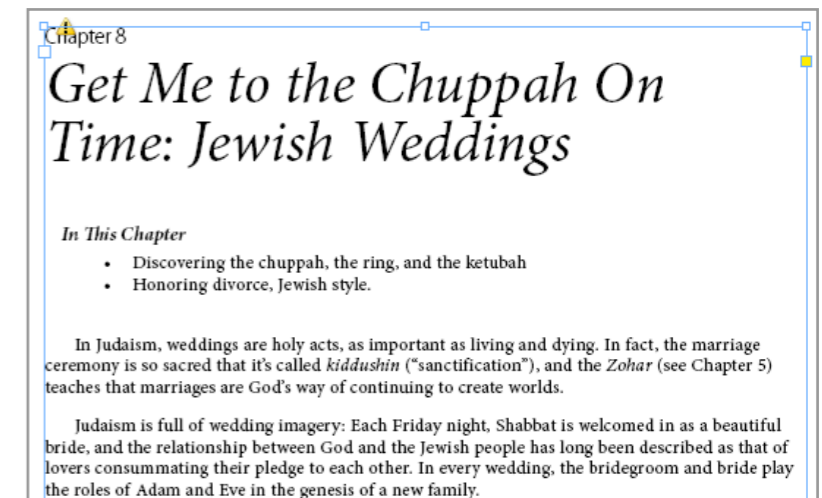 Chapter 8
Get Me to the Chuppah On
Time: Jewish Weddings
In This Chapter
• Discovering the chuppah, the ring, and the ketubah
• Honoring divorce, Jewish style.
In Judaism, weddings are holy acts, as important as living and dying. In fact, the marriage
ceremony is so sacred that it’s called kiddushin (“sanctification”), and the Zohar (see Chapter 5)
teaches that marriages are God’s way of continuing to create worlds.
Judaism is full of wedding imagery: Each Friday night, Shabbat is welcomed in as a beautiful
bride, and the relationship between God and the Jewish people has long been described as that of
lovers consummating their pledge to each other. In every wedding, the bridegroom and bride play
the roles of Adam and Eve in the genesis of a new family.